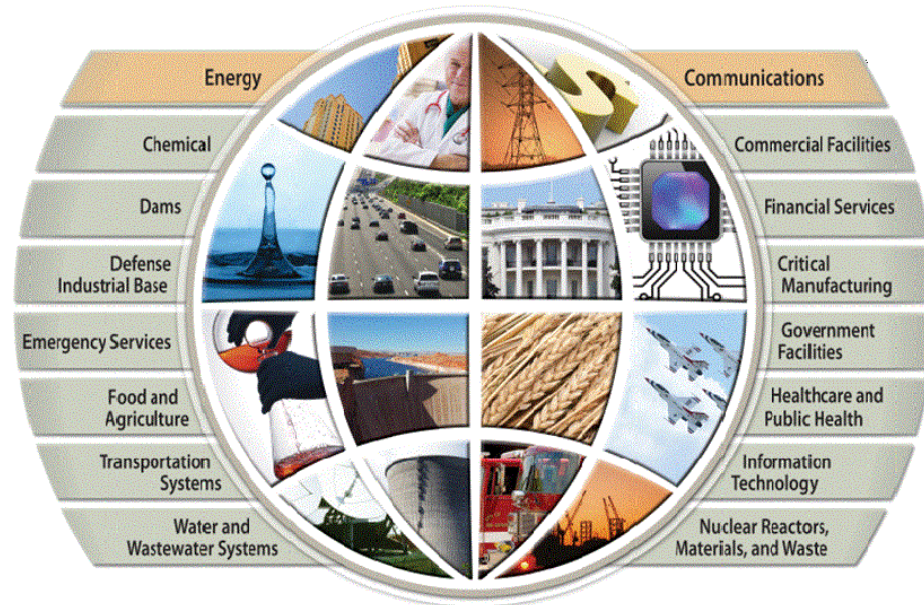 Energy
Chemical
Dams
Defense
Industrial Base
Emergency Services
Food and
Agriculture
Transportation
Systems
Water and
Wastewater Systems
Communications
Commercial Facilities
Financial Services
Critical
Manufacturing
Government
Facilities
Healthcare and
Public Health
Information
Technology
Nuclear Reactors,
Materials, and Waste